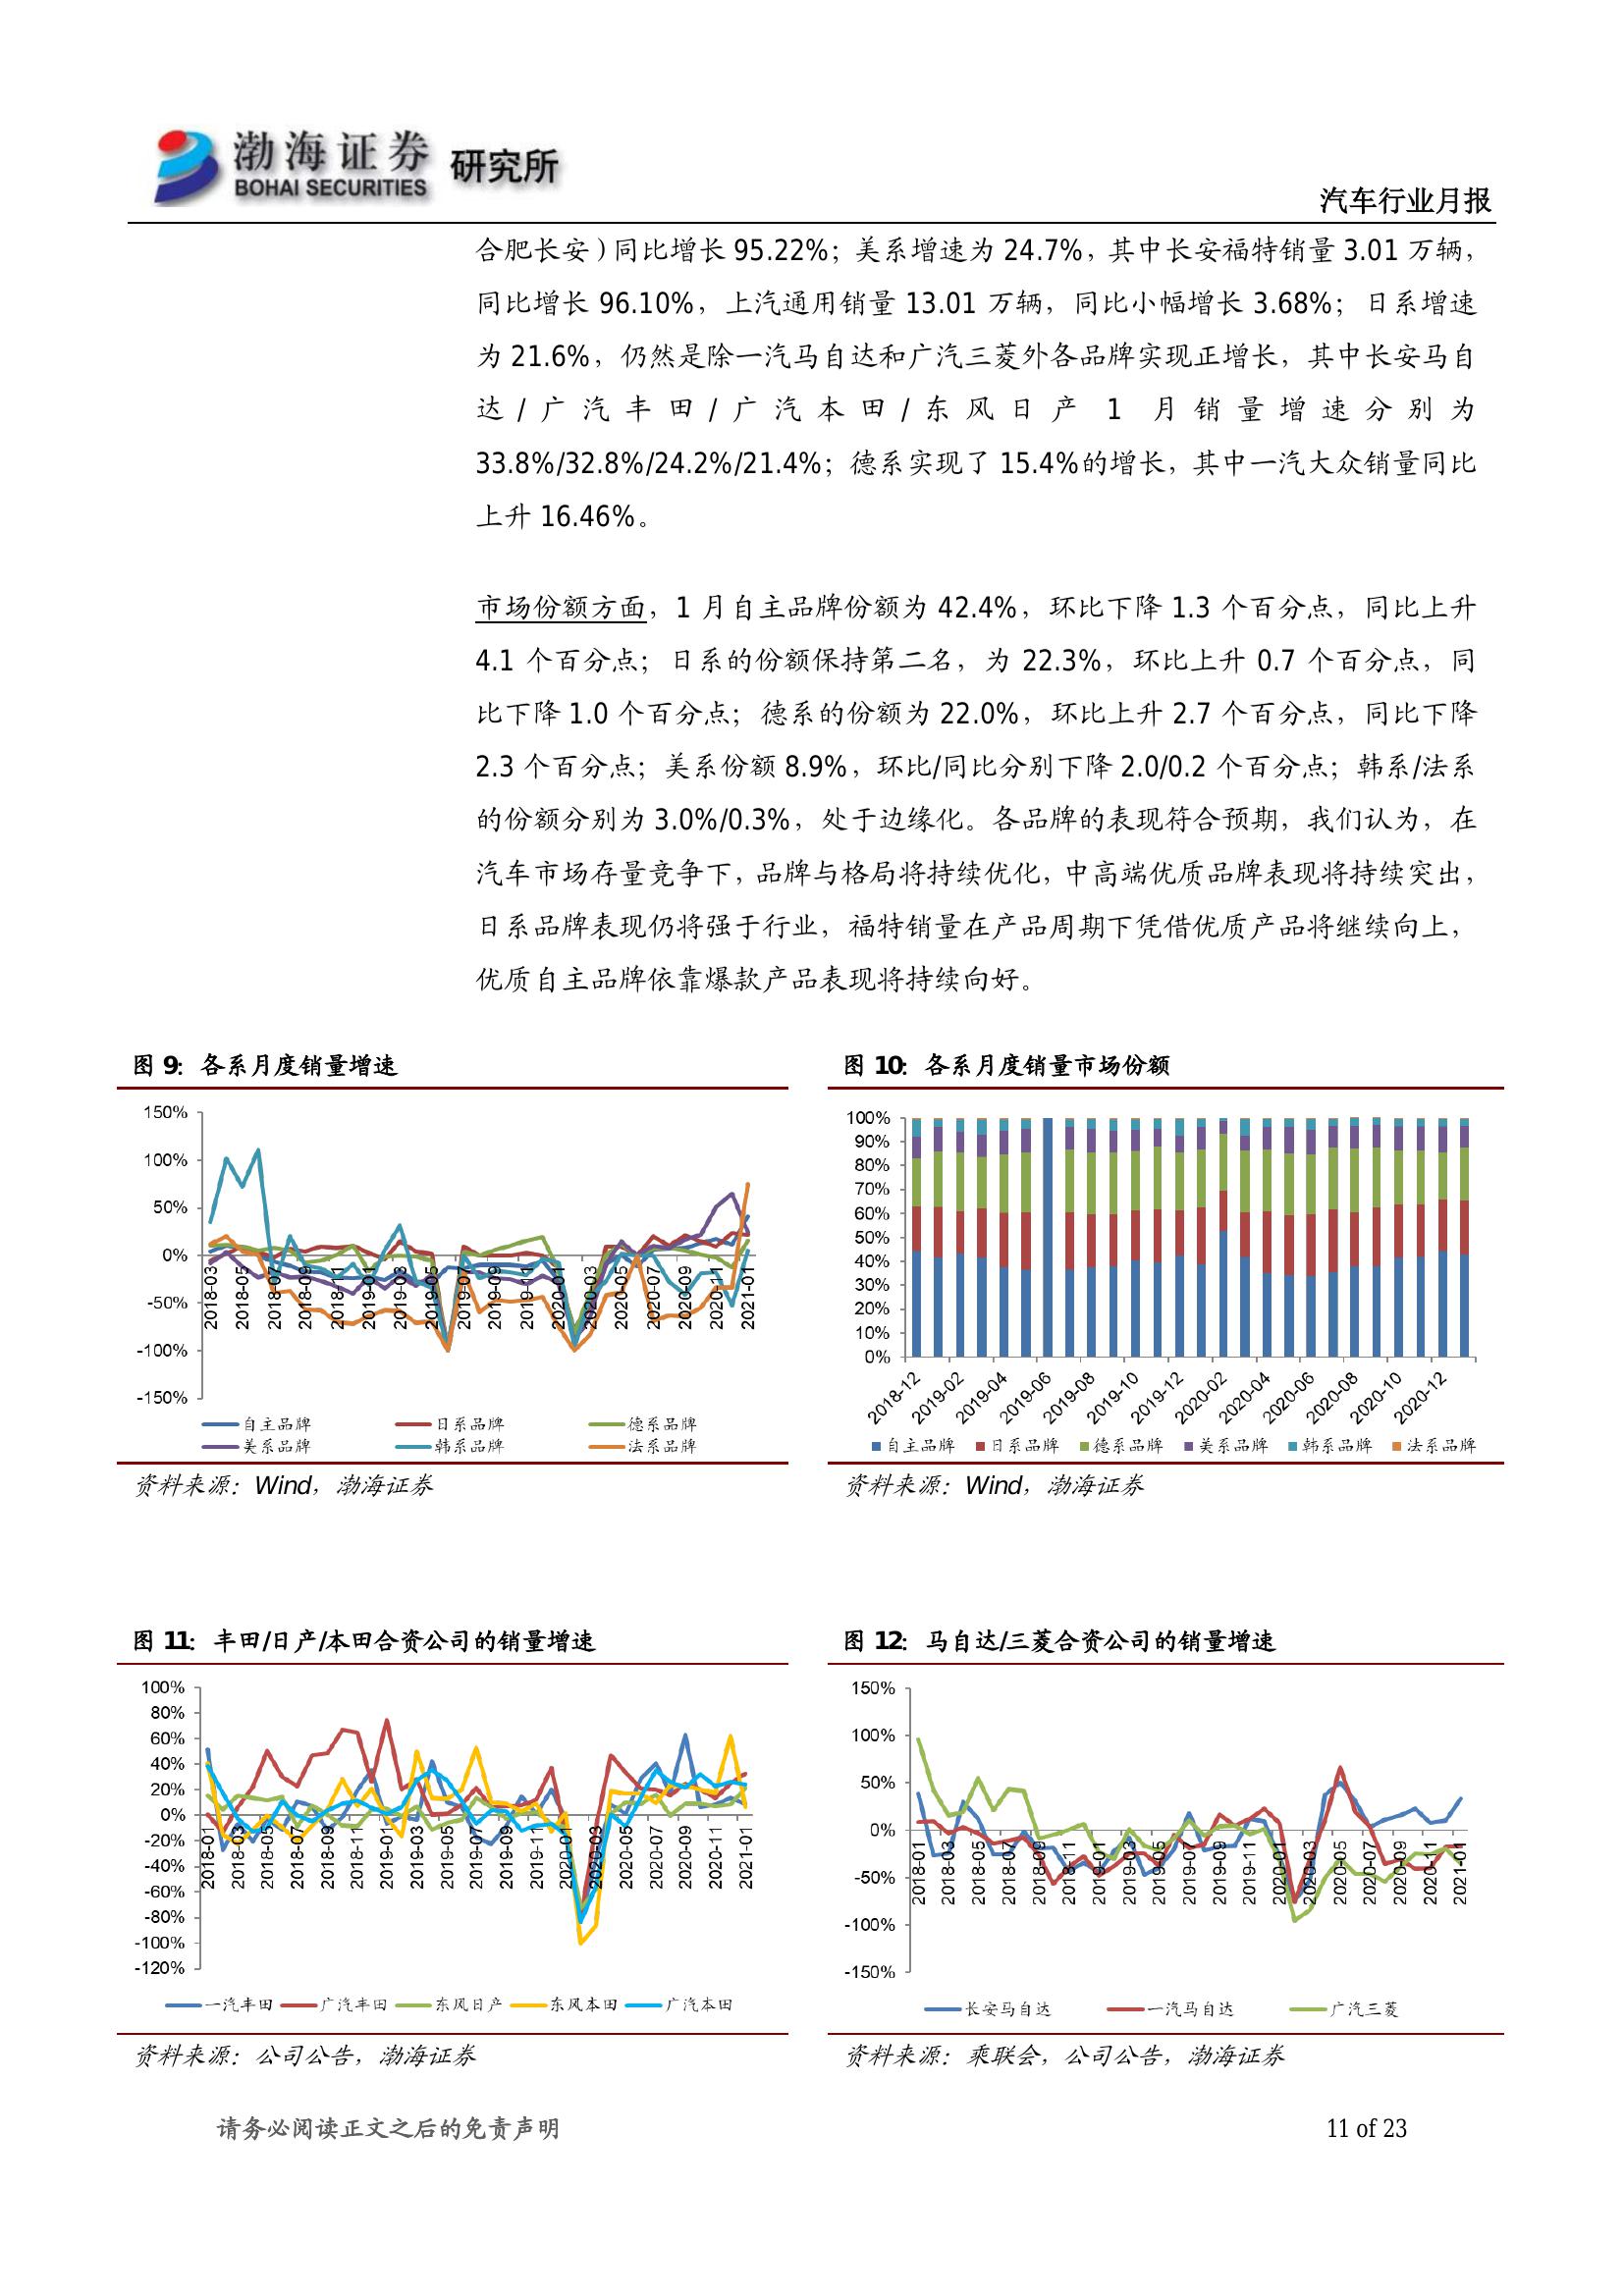 渤海证券 研究所
BOHAI SECURITIES
汽车行业月报
合肥长安）同比增长 95.22%；美系增速为 24.7%，其中长安福特销量 3.01 万辆，
同比增长 96.10%，上汽通用销量 13.01 万辆，同比小幅增长 3.68%；日系增速
为 21.6%，仍然是除一汽马自达和广汽三菱外各品牌实现正增长，其中长安马自
达/广汽丰田/广汽本田/东风日产 1 月销量增速分别为
33.8%/32.8%/24.2%/21.4%；德系实现了 15.4%的增长，其中一汽大众销量同比
上升 16.46%。
市场份额方面，1 月自主品牌份额为 42.4%，环比下降 1.3 个百分点，同比上升
4.1 个百分点；日系的份额保持第二名，为 22.3%，环比上升 0.7 个百分点，同
比下降 1.0 个百分点；德系的份额为 22.0%，环比上升 2.7 个百分点，同比下降
2.3 个百分点；美系份额 8.9%，环比/同比分别下降 2.0/0.2 个百分点；韩系/法系
的份额分别为 3.0%/0.3%，处于边缘化。各品牌的表现符合预期，我们认为，在
汽车市场存量竞争下，品牌与格局将持续优化，中高端优质品牌表现将持续突出，
日系品牌表现仍将强于行业，福特销量在产品周期下凭借优质产品将继续向上，
优质自主品牌依靠爆款产品表现将持续向好。
图 9：各系月度销量增速
150%
100%
50%
0%
-50%
-100%
-150%
2018-03 2018-05 2018-07 2018-09 2018-11 2019-01 2019-03 2019-05 2019-07 2019-09 2019-11 2020-01 2020-03 2020-05 2020-07 2020-09 2020-11 2021-01
自主品牌 日系品牌 德系品牌
美系品牌 韩系品牌 法系品牌
资料来源：Wind，渤海证券
图 10：各系月度销量市场份额
100%
90%
80%
70%
60%
50%
40%
30%
20%
10%
0%
2018-12 2019-02 2019-04 2019-06 2019-08 2019-10 2019-12 2020-02 2020-04 2020-06 2020-08 2020-10 2020-12
自主品牌 日系品牌 德系品牌 美系品牌 韩系品牌 法系品牌
资料来源：Wind，渤海证券
图 11：丰田/日产/本田合资公司的销量增速
100%
80%
60%
40%
20%
0%
-20%
-40%
-60%
-80%
-100%
-120%
2018-01 2018-03 2018-05 2018-07 2018-09 2018-11 2019-01 2019-03 2019-05 2019-07 2019-09 2019-11 2020-01 2020-03 2020-05 2020-07 2020-09 2020-11 2021-01
一汽丰田 广汽丰田 东风日产 东风本田 广汽本田
资料来源：公司公告，渤海证券
图 12：马自达/三菱合资公司的销量增速
150%
100%
50%
0%
-50%
-100%
-150%
2018-01 2018-03 2018-05 2018-07 2018-09 2018-11 2019-01 2019-03 2019-05 2019-07 2019-09 2019-11 2020-01 2020-03 2020-05 2020-07 2020-09 2020-01 2021-01
长安马自达 一汽马自达 广汽三菱
资料来源：乘联会，公司公告，渤海证券
请务必阅读正文之后的免责声明
11 of 23